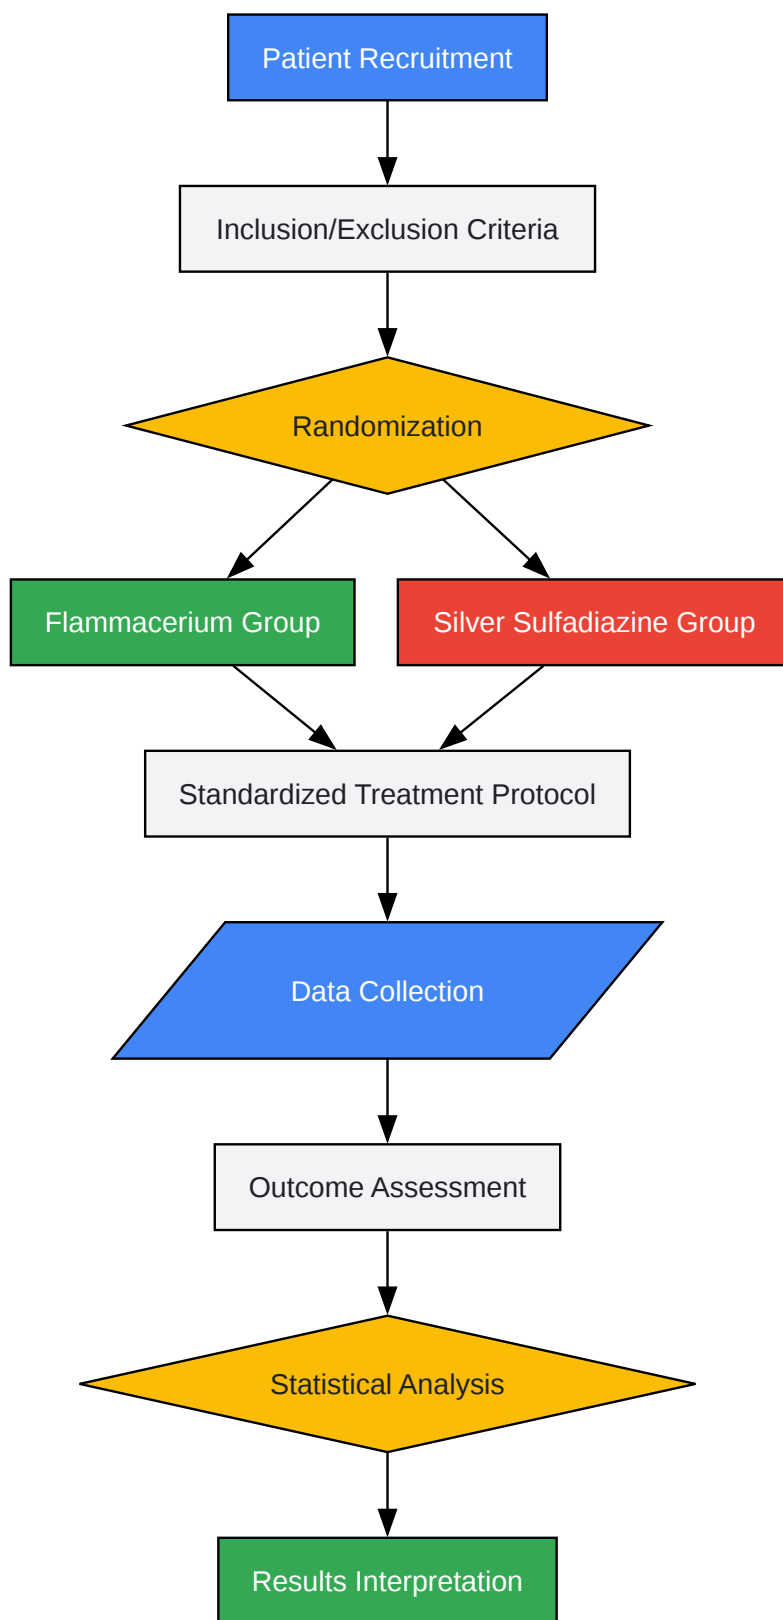 Patient Recruitment
Inclusion/Exclusion Criteria
Randomization
Flammacerium Group
Silver Sulfadiazine Group
Standardized Treatment Protocol
Data Collection
Outcome Assessment
Statistical Analysis
Results Interpretation